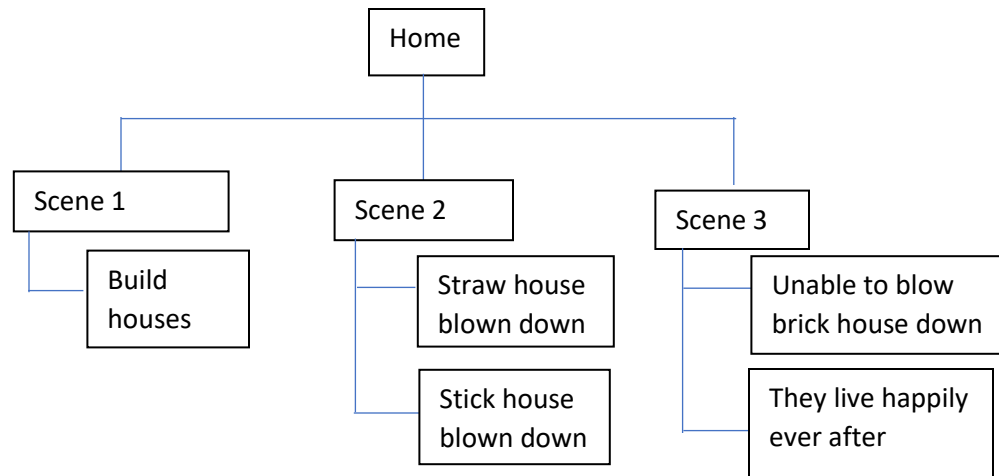 Home
Scene 1
Build
houses
Scene 2
Straw house
blown down
Stick house
blown down
Scene 3
Unable to blow
brick house down
They live happily
ever after